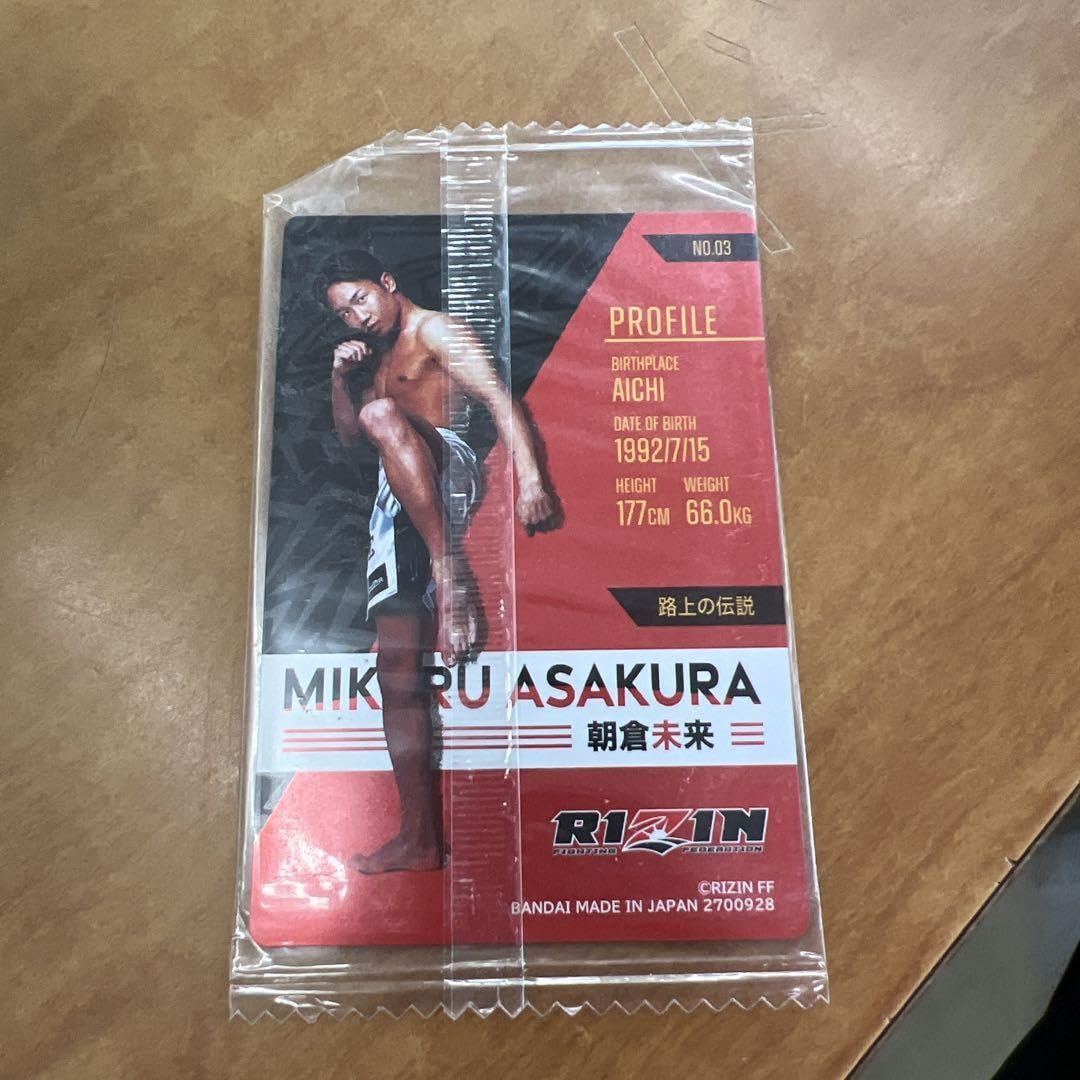 NO.03
PROFILE
BIRTHPLACE
AICHI
DATE OF BIRTH
1992/7/15
HEIGHT WEIGHT
177CM 66.0KG
路上の伝説
MIKURU ASAKURA
朝倉未来
RIZIN
FIGHTING FEDERATION
©RIZIN FF
BANDAI MADE IN JAPAN 2700928